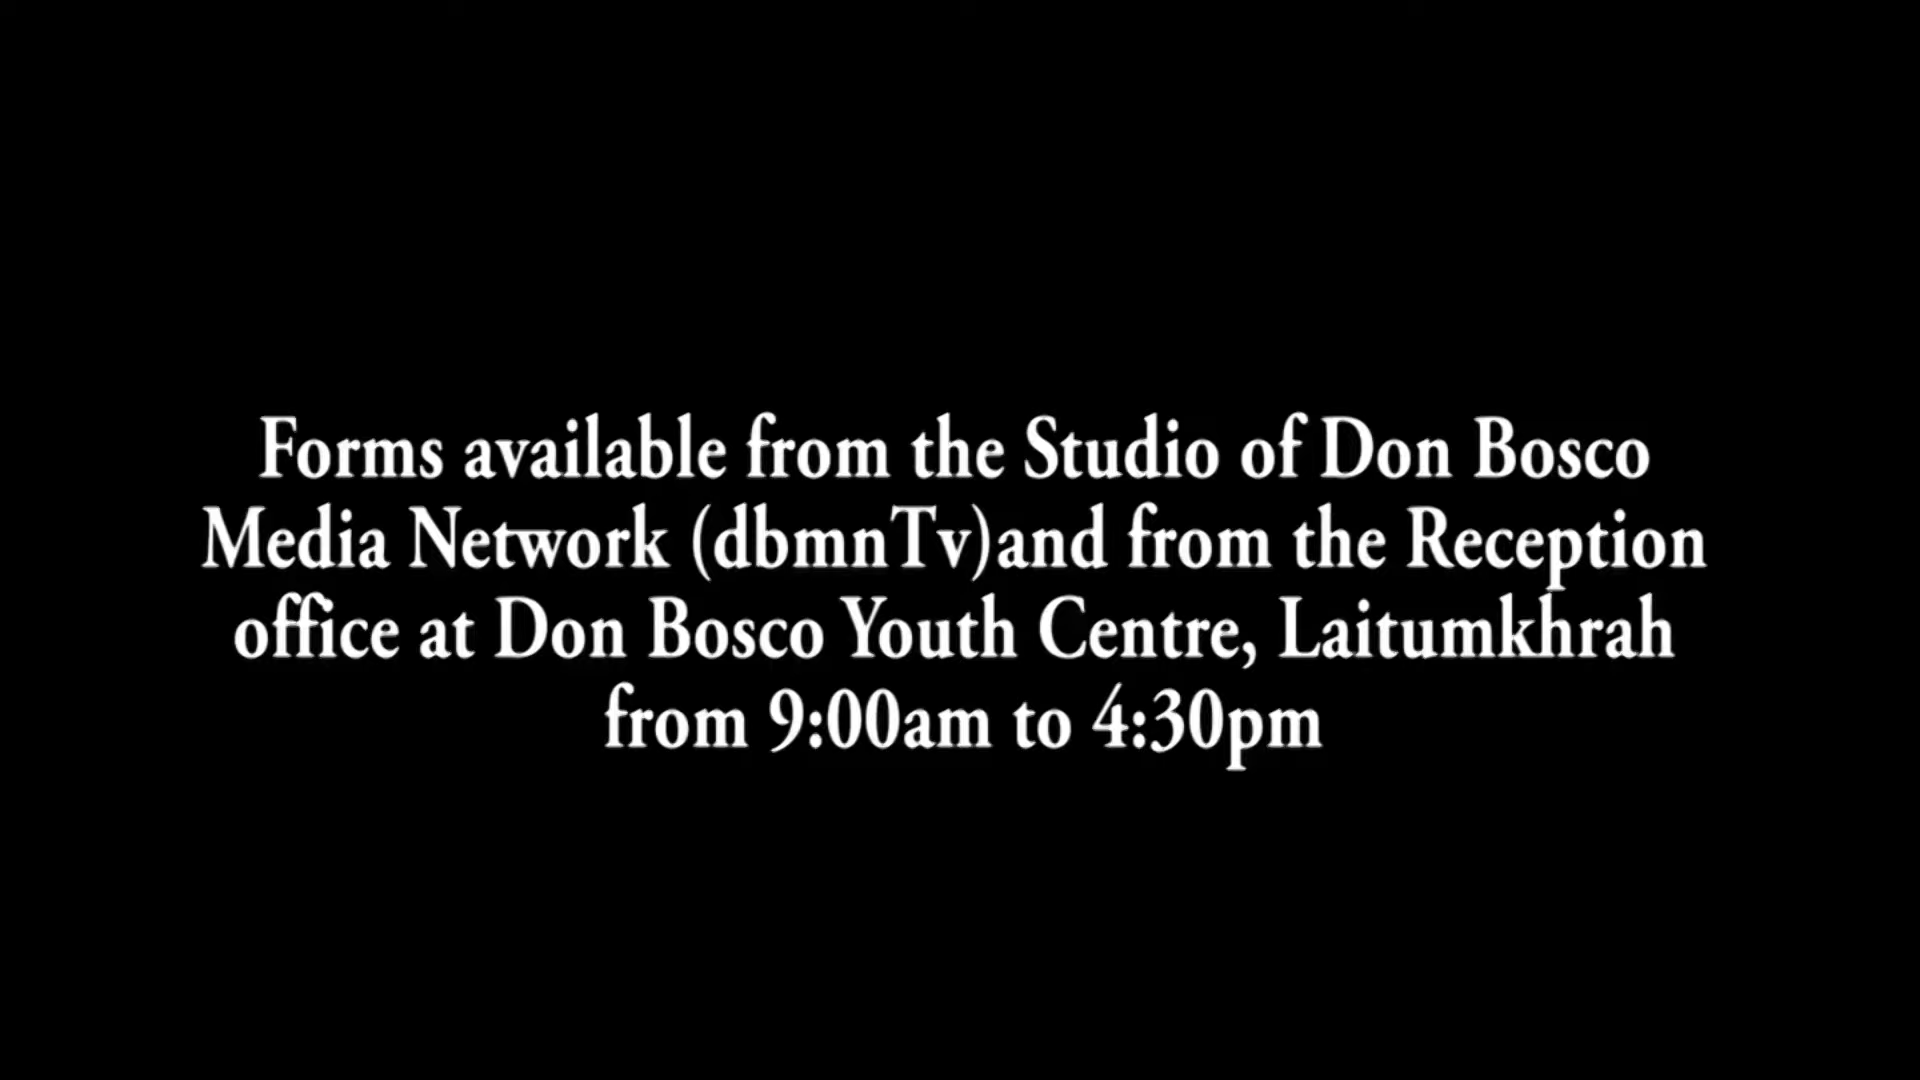 Forms available from the Studio of Don Bosco
Media Network (dbmnTv)and from the Reception
office at Don Bosco Youth Centre, Laitumkhrah
from 9:00am to 4:30pm